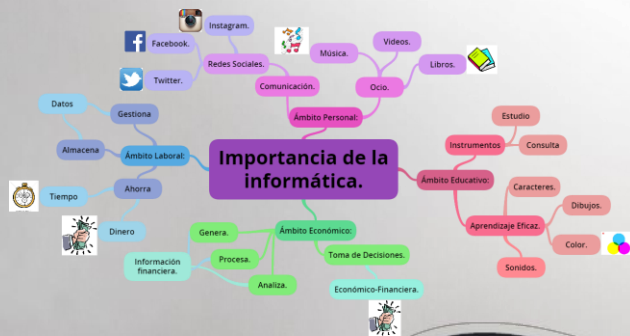 Importancia de la
informática.
Ámbito Personal:
Comunicación.
Redes Sociales.
Instagram.
Facebook.
Twitter.
Ocio.
Música.
Videos.
Libros.
Ámbito Educativo:
Instrumentos
Estudio
Consulta
Aprendizaje Eficaz.
Caracteres.
Dibujos.
Color.
Sonidos.
Ámbito Económico:
Genera.
Procesa.
Analiza.
Información
financiera.
Toma de Decisiones.
Económico-Financiera.
Ámbito Laboral:
Gestiona
Datos
Almacena
Ahorra
Tiempo
Dinero